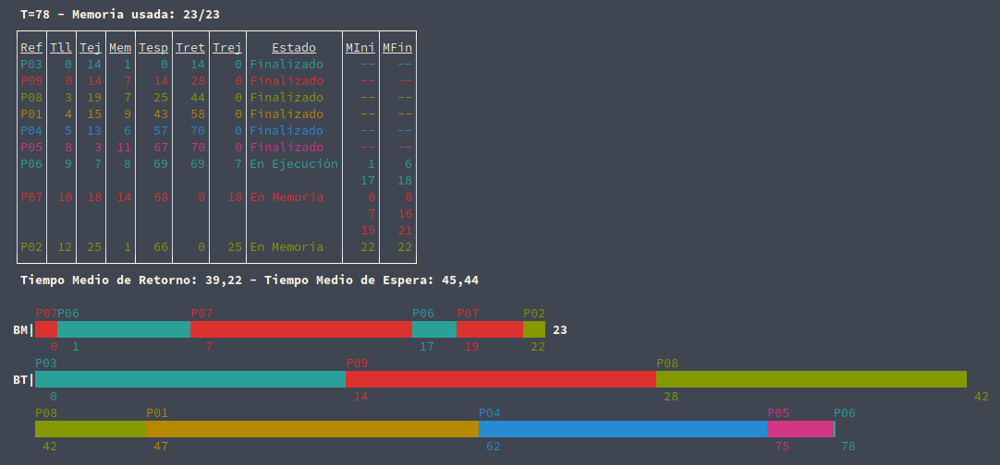 T=78 - Memoria usada: 23/23
Ref Tll Tej Mem Tesp Tret Trej Estado MIni MFin
P03 0 14 1 0 14 0 Finalizado -- --
P09 0 14 7 14 28 0 Finalizado -- --
P08 3 19 7 25 44 0 Finalizado -- --
P01 4 15 9 43 58 0 Finalizado -- --
P04 5 13 6 57 70 0 Finalizado -- --
P05 8 3 11 67 70 0 Finalizado -- --
P06 9 7 8 69 69 7 En Ejecución 1 6
17 18
P07 10 18 14 68 0 18 En Memoria 0 0
7 16
19 21
P02 12 25 1 66 0 25 En Memoria 22 22
Tiempo Medio de Retorno: 39,22 - Tiempo Medio de Espera: 45,44
P07P06 P07 P06 P07 P02
BM| 23
0 1 7 17 19 22
P03 P09 P08
BT|
0 14 28 42
P08 P01 P04 P05 P06
42 47 62 75 78